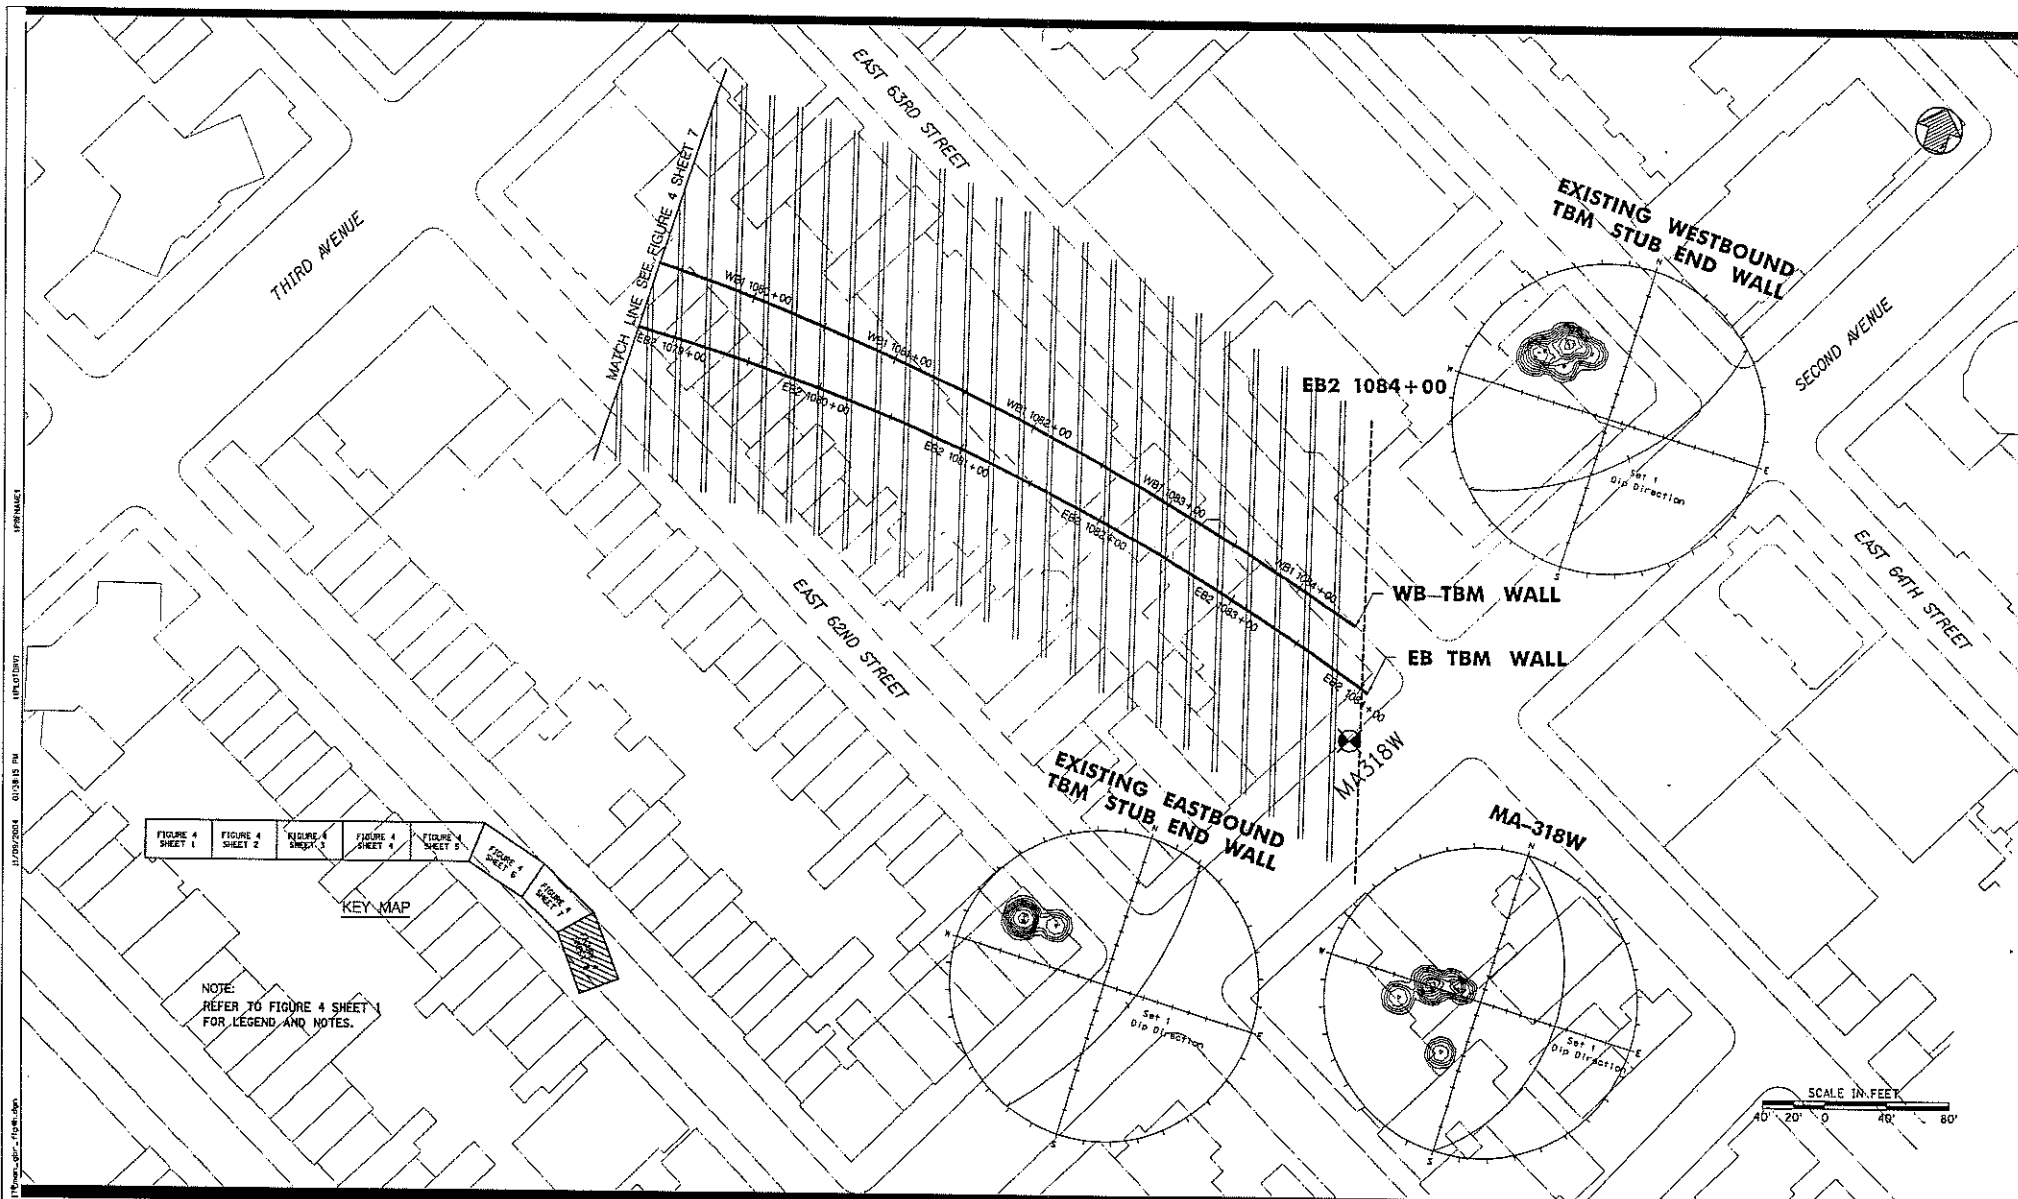 EAST 63RD STREET
THIRD AVENUE
MATCH LINE SEE FIGURE 4 SHEET 7
EXISTING WESTBOUND
TBM STUB END WALL
N
W
E
S
Set 1
Dip Direction
SECOND AVENUE
EB2 1084+00
WB1 1080+00
WB1 1081+00
WB1 1082+00
WB1 1083+00
WB1 1084+00
EB2 1079+00
EB2 1080+00
EB2 1081+00
EB2 1082+00
EB2 1083+00
EB2 1084+00
WB TBM WALL
EB TBM WALL
EAST 64TH STREET
EAST 62ND STREET
MA318W
EXISTING EASTBOUND
TBM STUB END WALL
N
W
E
S
Set 1
Dip Direction
MA-318W
N
W
E
S
Set 1
Dip Direction
FIGURE 4
SHEET 1
FIGURE 4
SHEET 2
FIGURE 4
SHEET 3
FIGURE 4
SHEET 4
FIGURE 4
SHEET 5
FIGURE 4
SHEET 6
FIGURE 4
SHEET 7
KEY MAP
NOTE:
REFER TO FIGURE 4 SHEET 1
FOR LEGEND AND NOTES.
SCALE IN FEET
40' 20' 0 40' 80'
11/09/2004 01:38:15 PM